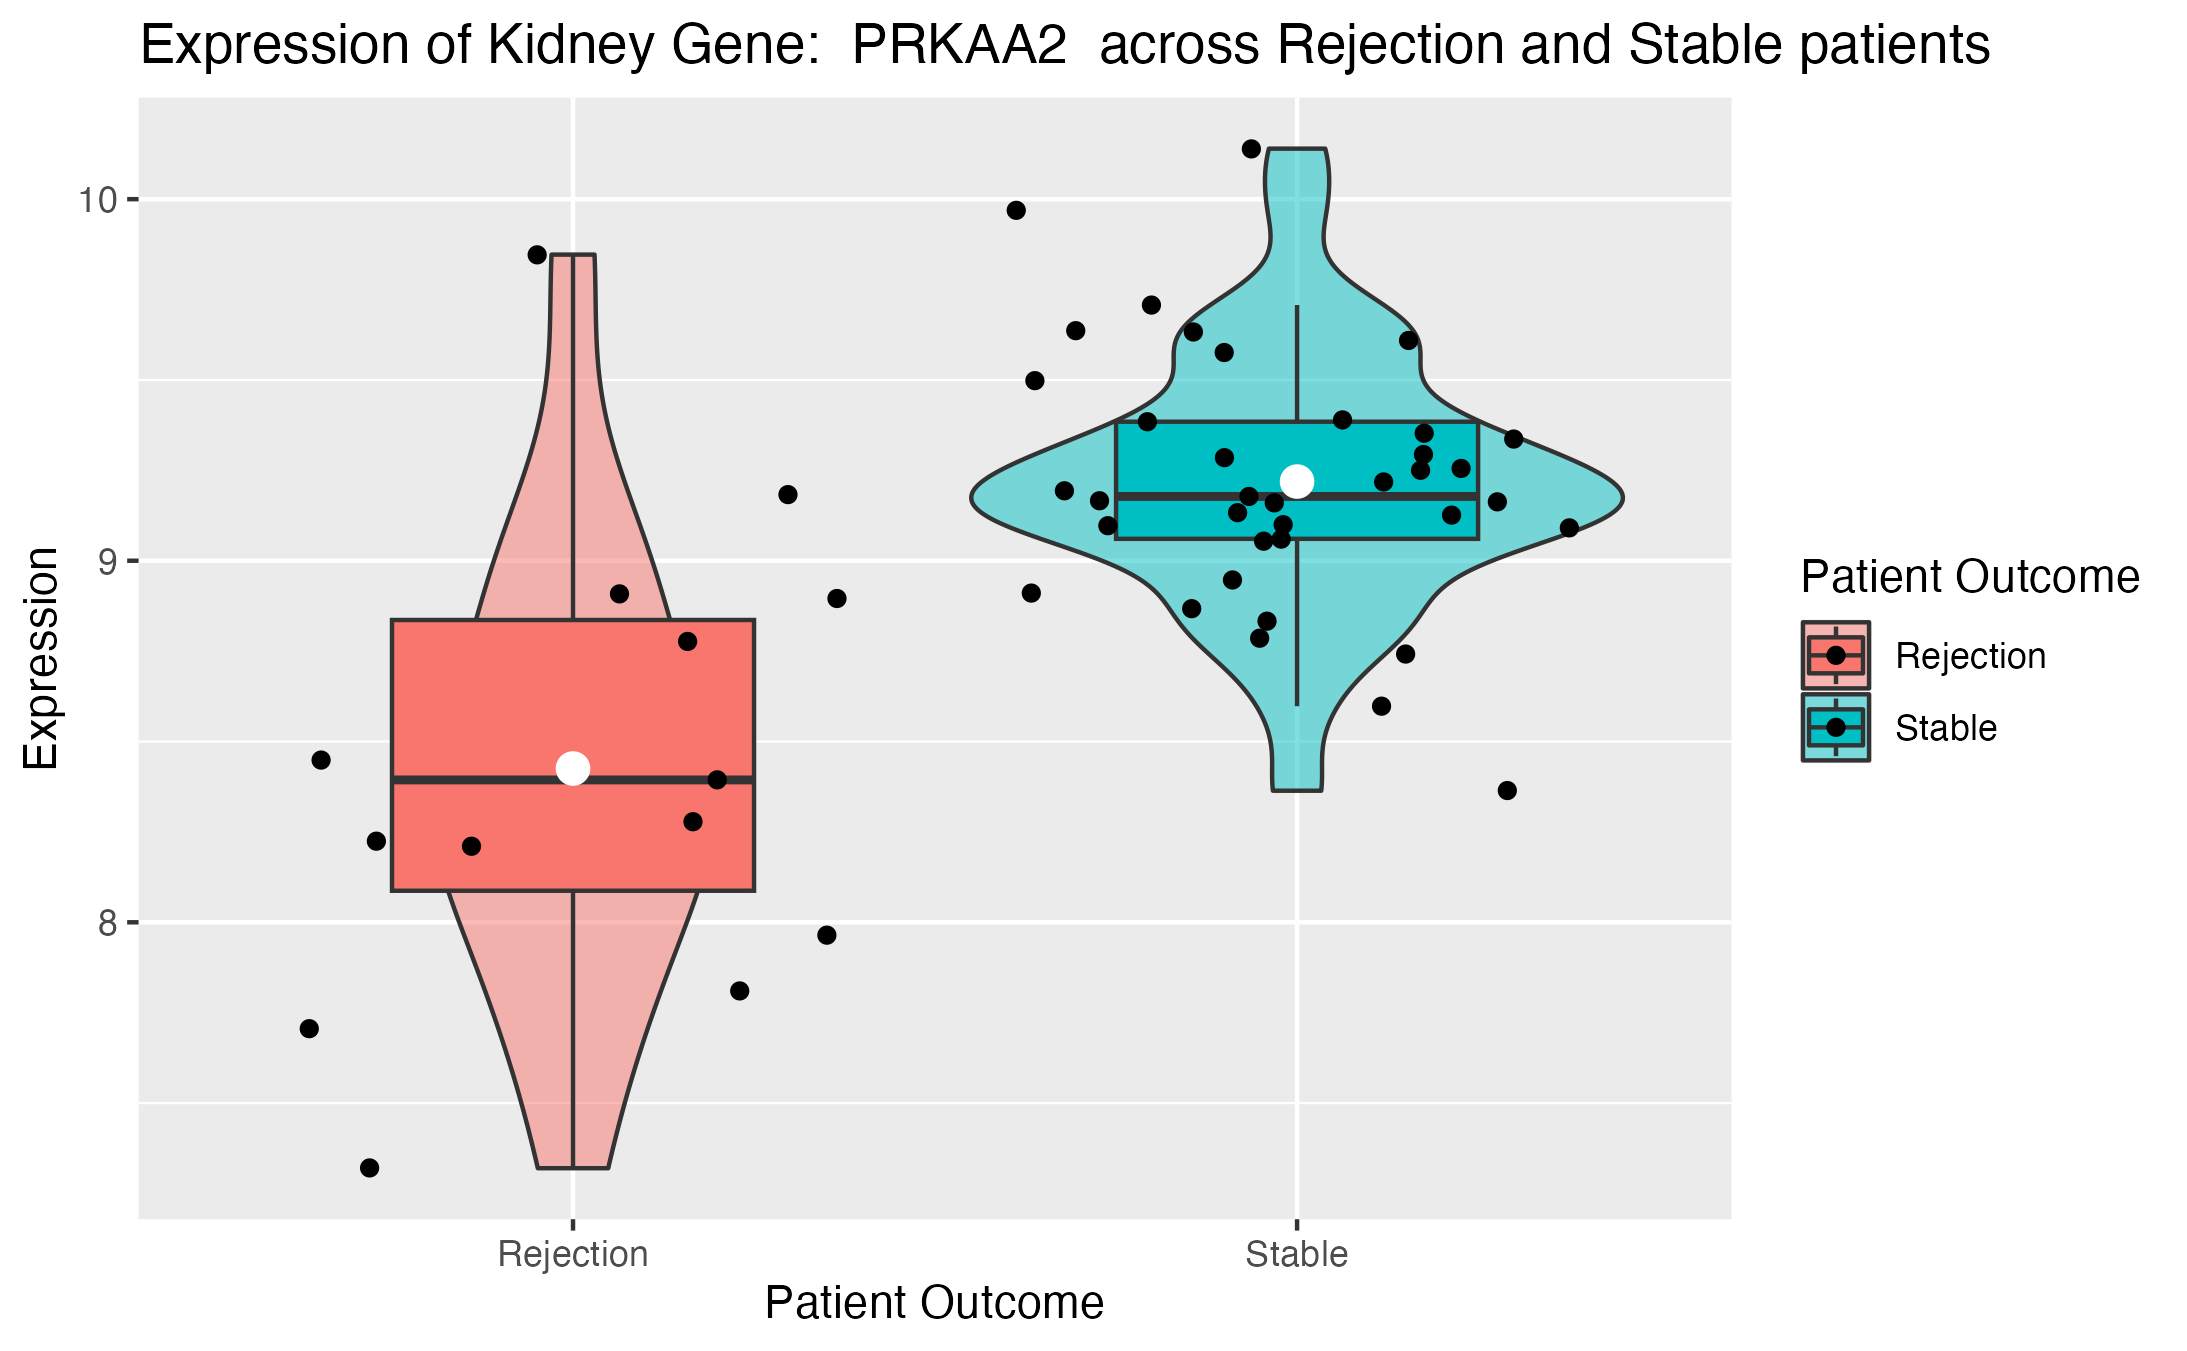 Expression of Kidney Gene:  PRKAA2  across Rejection and Stable patients
Expression
10
9
8
Rejection
Stable
Patient Outcome
Patient Outcome
Rejection
Stable